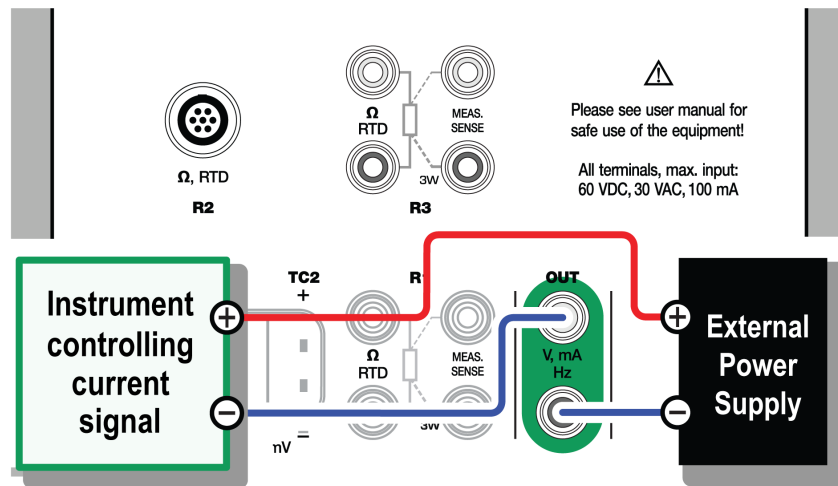 Ω
RTD
MEAS.
SENSE
3W
Ω, RTD
R2
R3
Please see user manual for
safe use of the equipment!
All terminals, max. input:
60 VDC, 30 VAC, 100 mA
Instrument
controlling
current
signal
+
−
TC2
+
−
Ω
RTD
MEAS.
SENSE
3W
OUT
V, mA
Hz
+
−
External
Power
Supply